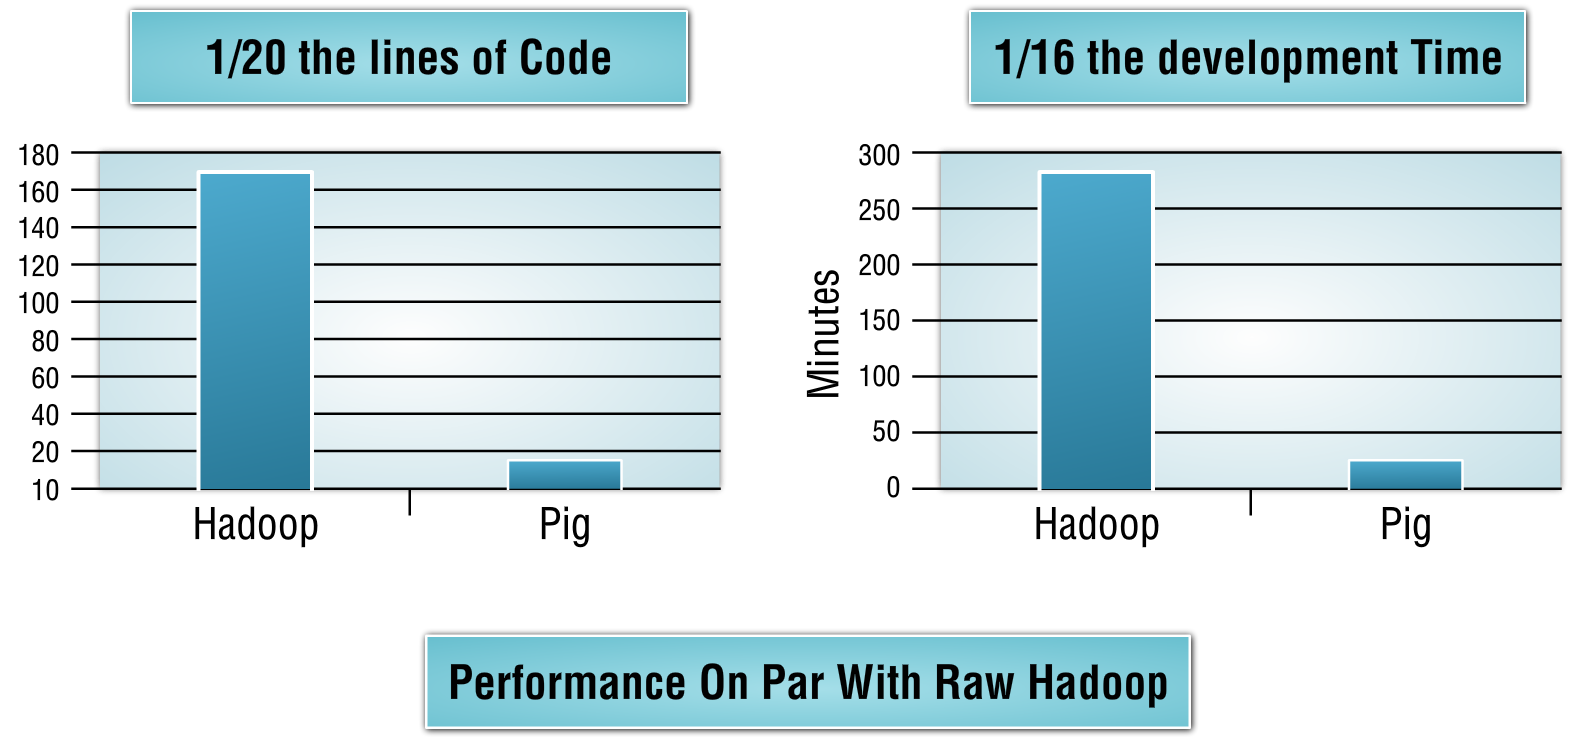 1/20 the lines of Code
180
160
140
120
100
80
60
40
20
10
Hadoop
Pig
1/16 the development Time
Minutes
300
250
200
150
100
50
0
Hadoop
Pig
Performance On Par With Raw Hadoop